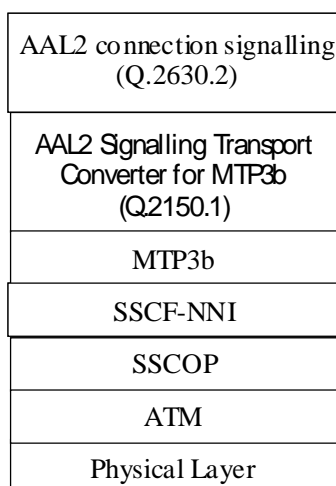 AAL2 connection signalling
(Q.2630.2)
AAL2 Signalling Transport
Converter for MTP3b
(Q.2150.1)
MTP3b
SSCF-NNI
SSCOP
ATM
Physical Layer